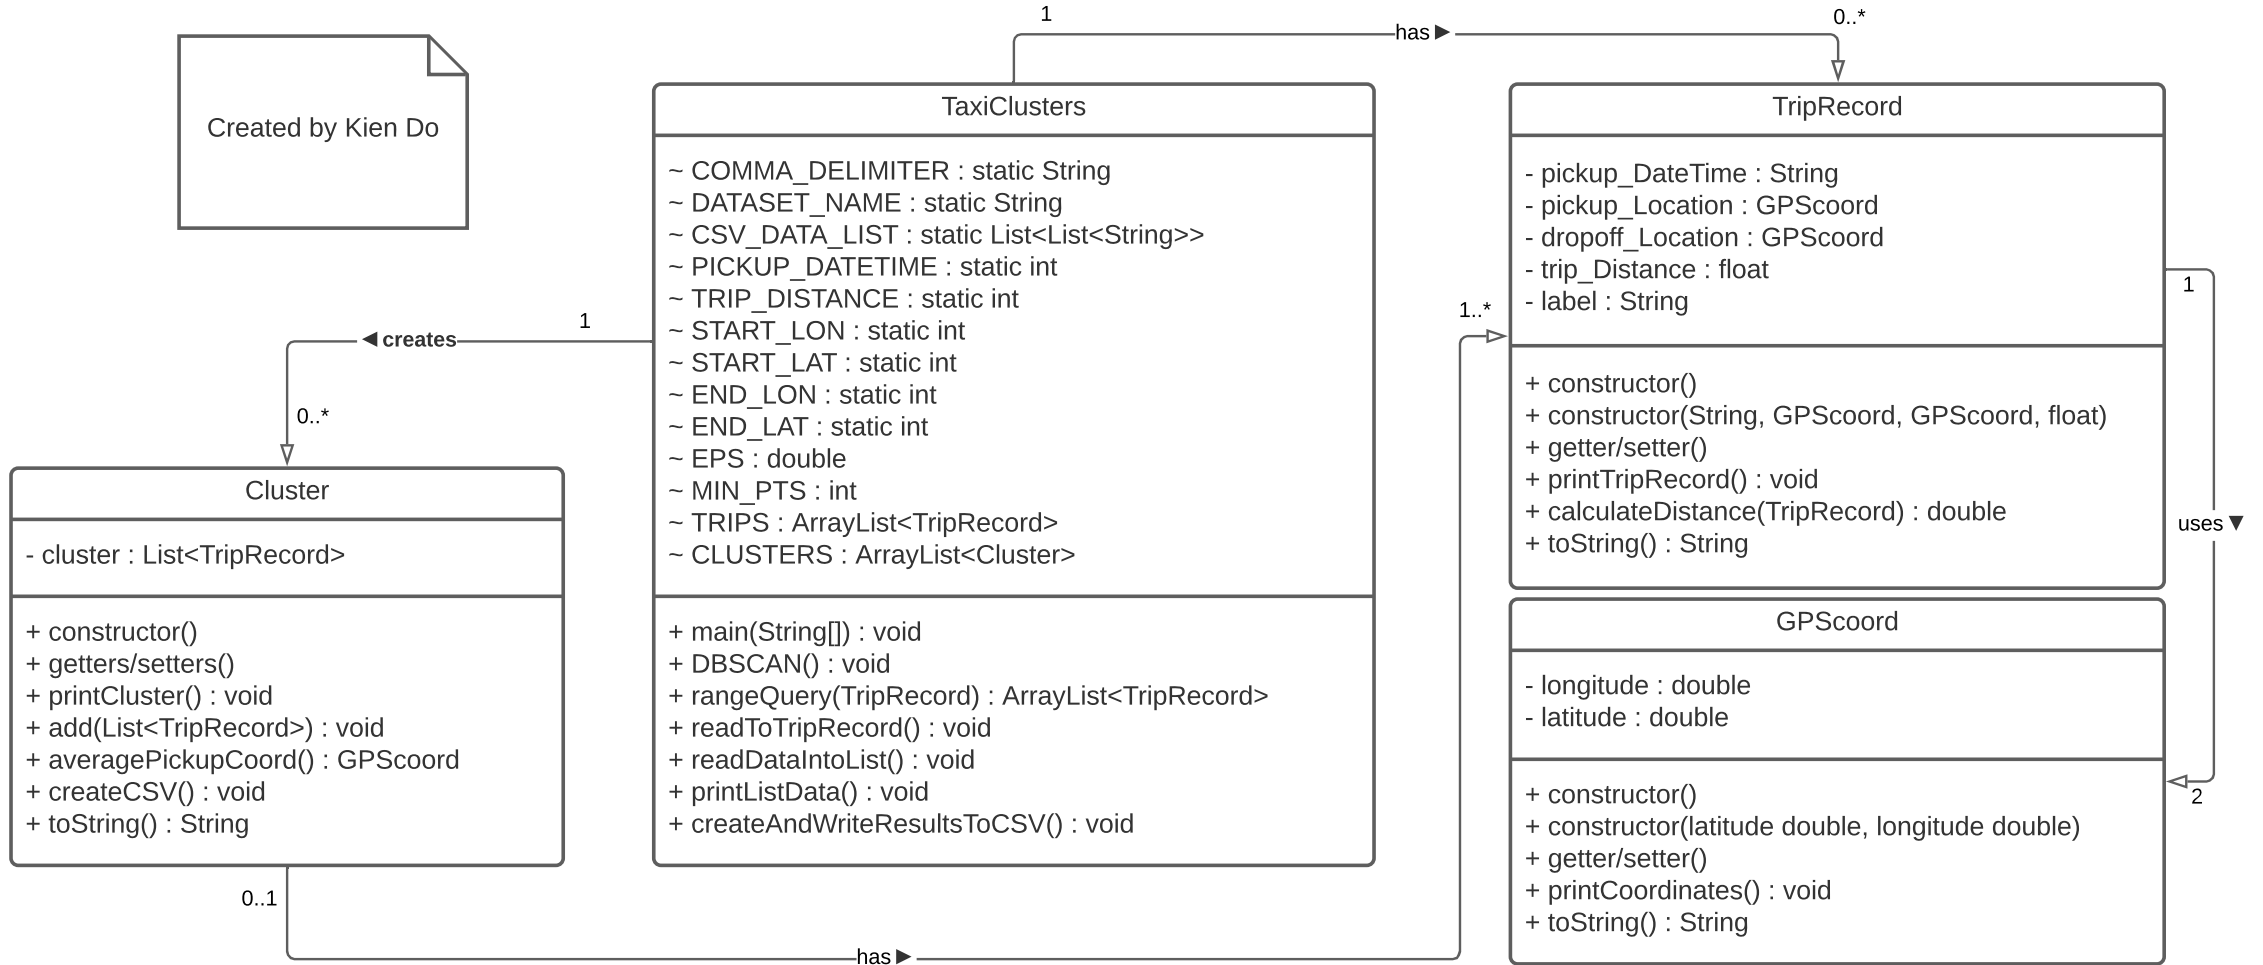 Created by Kien Do
1
has ▶
0..*
TaxiClusters
~ COMMA_DELIMITER : static String
~ DATASET_NAME : static String
~ CSV_DATA_LIST : static List<List<String>>
~ PICKUP_DATETIME : static int
~ TRIP_DISTANCE : static int
~ START_LON : static int
~ START_LAT : static int
~ END_LON : static int
~ END_LAT : static int
~ EPS : double
~ MIN_PTS : int
~ TRIPS : ArrayList<TripRecord>
~ CLUSTERS : ArrayList<Cluster>
+ main(String[]) : void
+ DBSCAN() : void
+ rangeQuery(TripRecord) : ArrayList<TripRecord>
+ readToTripRecord() : void
+ readDataIntoList() : void
+ printListData() : void
+ createAndWriteResultsToCSV() : void
TripRecord
- pickup_DateTime : String
- pickup_Location : GPScoord
- dropoff_Location : GPScoord
- trip_Distance : float
- label : String
+ constructor()
+ constructor(String, GPScoord, GPScoord, float)
+ getter/setter()
+ printTripRecord() : void
+ calculateDistance(TripRecord) : double
+ toString() : String
1
uses ▼
2
1..*
1
◀ creates
0..*
Cluster
- cluster : List<TripRecord>
+ constructor()
+ getters/setters()
+ printCluster() : void
+ add(List<TripRecord>) : void
+ averagePickupCoord() : GPScoord
+ createCSV() : void
+ toString() : String
0..1
has ▶
GPScoord
- longitude : double
- latitude : double
+ constructor()
+ constructor(latitude double, longitude double)
+ getter/setter()
+ printCoordinates() : void
+ toString() : String